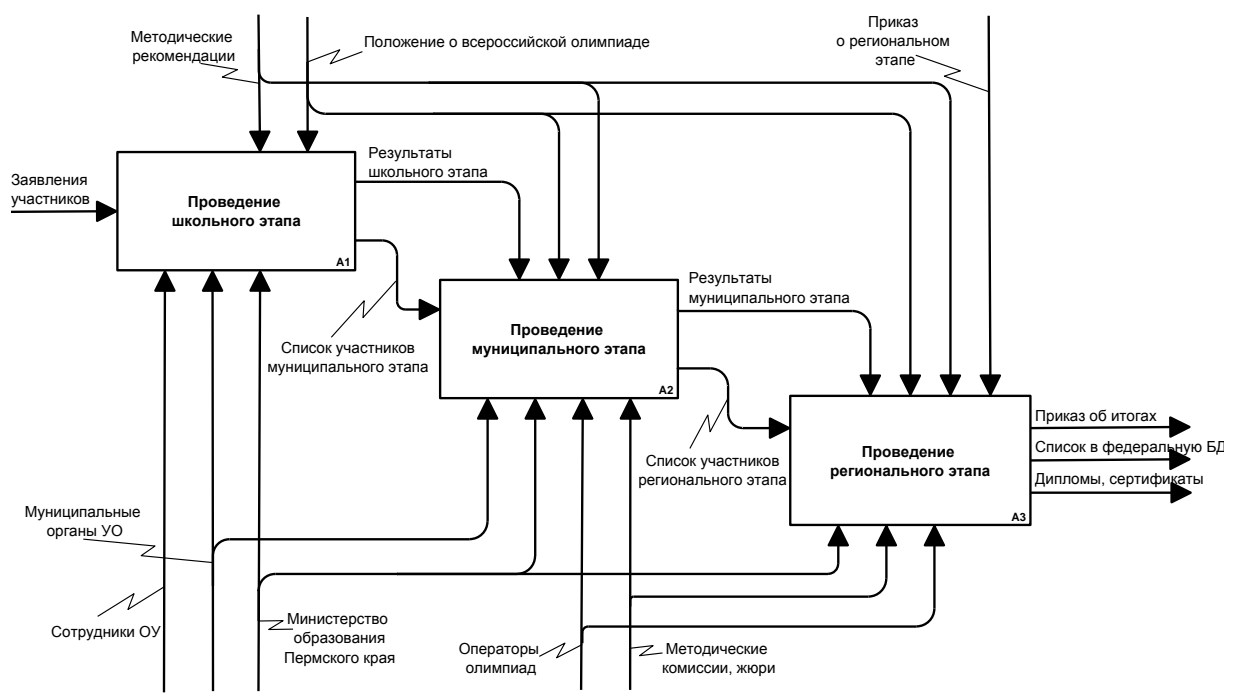 Методические
рекомендации
Положение о всероссийской олимпиаде
Приказ
о региональном
этапе
Заявления
участников
Проведение
школьного этапа
A1
Результаты
школьного этапа
Список участников
муниципального этапа
Проведение
муниципального этапа
A2
Результаты
муниципального этапа
Список участников
регионального этапа
Проведение
регионального этапа
A3
Приказ об итогах
Список в федеральную БД
Дипломы, сертификаты
Муниципальные
органы УО
Сотрудники ОУ
Министерство
образования
Пермского края
Операторы
олимпиад
Методические
комиссии, жюри